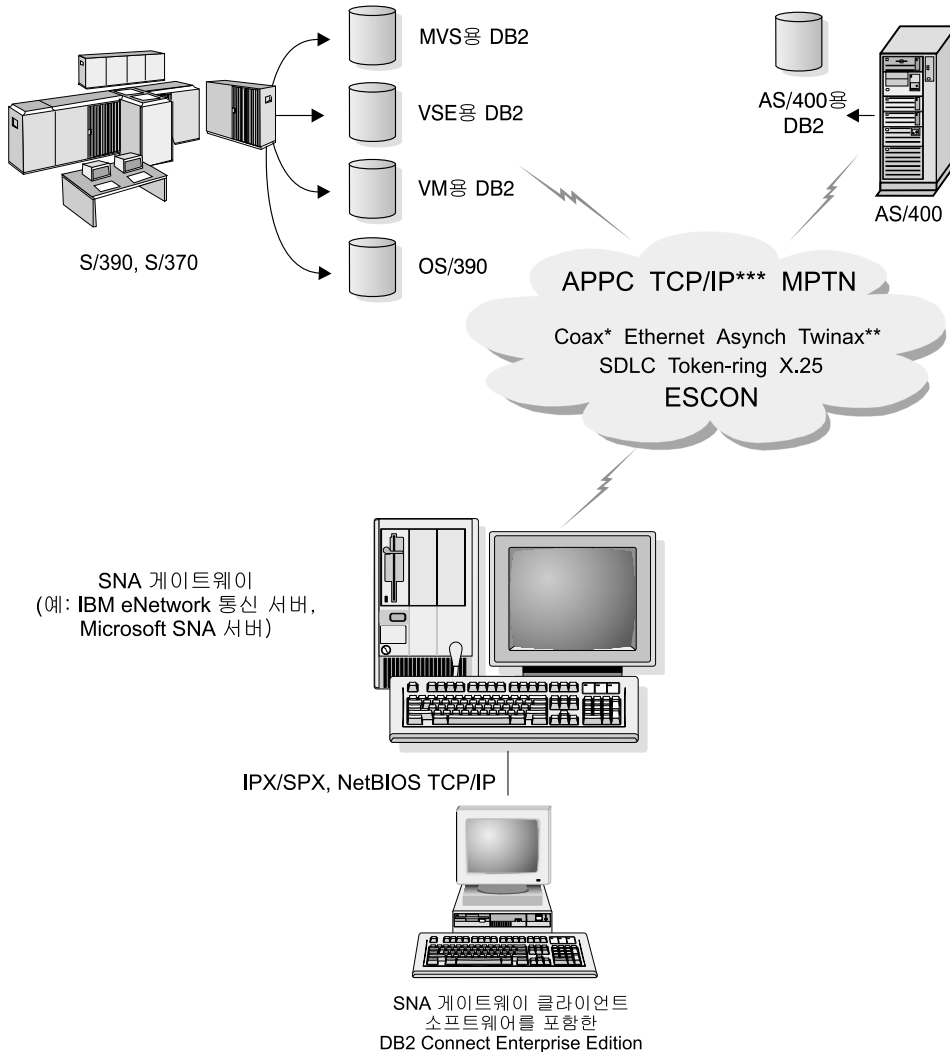 MVS용 DB2
VSE용 DB2
VM용 DB2
OS/390
S/390, S/370
AS/400용
DB2
AS/400
APPC TCP/IP*** MPTN
Coax* Ethernet Asynch Twinax**
SDLC Token-ring X.25
ESCON
SNA 게이트웨이
(예: IBM eNetwork 통신 서버,
Microsoft SNA 서버)
IPX/SPX, NetBIOS TCP/IP
SNA 게이트웨이 클라이언트
소프트웨어를 포함한
DB2 Connect Enterprise Edition